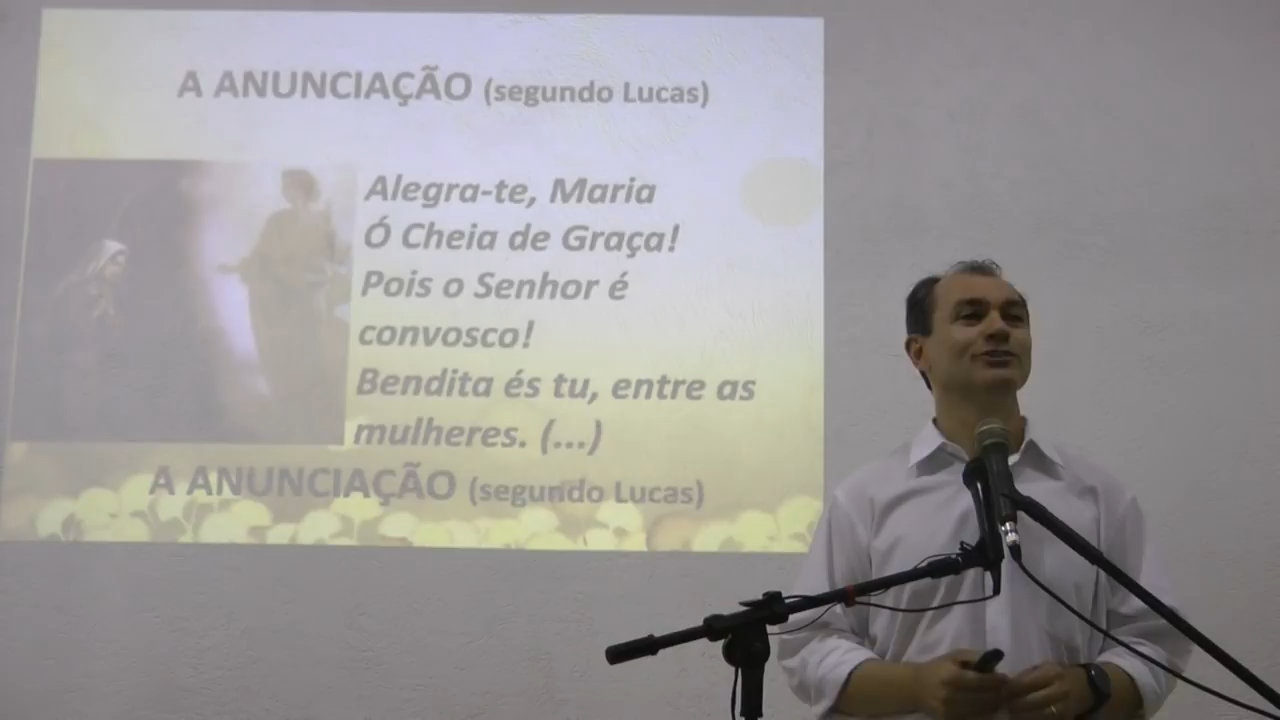 A ANUNCIAÇÃO (segundo Lucas)
Alegra-te, Maria
Ó Cheia de Graça!
Pois o Senhor é
convosco!
Bendita és tu, entre as
mulheres. (...)
A ANUNCIAÇÃO (segundo Lucas)